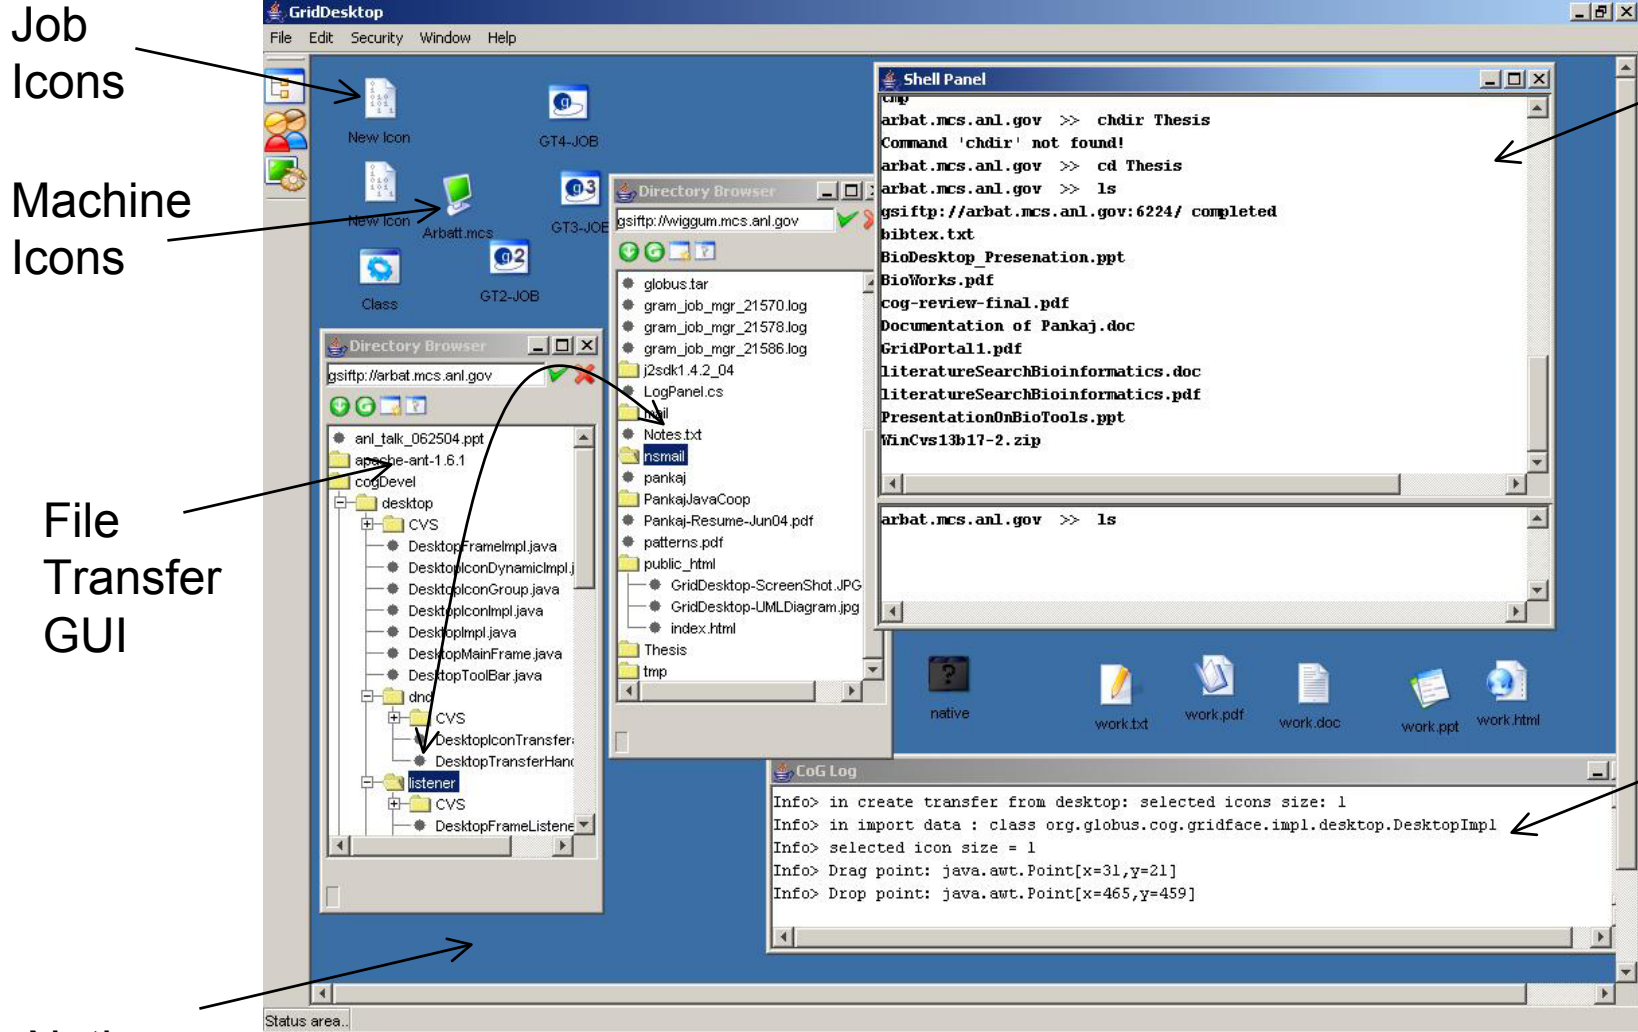 Job
Icons
Machine
Icons
File
Transfer
GUI
GridDesktop
File Edit Security Window Help
New Icon
GT4-JOB
New Icon
Arbatt.mcs
GT3-JOB
Class
GT2-JOB
Directory Browser
gsiftp://arbat.mcs.anl.gov
anl_talk_062504.ppt
apache-ant-1.6.1
cogDevel
desktop
CVS
DesktopFrameImpl.java
DesktopIconDynamicImpl.j
DesktopIconGroup.java
DesktopIconImpl.java
DesktopImpl.java
DesktopMainFrame.java
DesktopToolBar.java
dnd
CVS
DesktopIconTransfera
DesktopTransferHand
listener
CVS
DesktopFrameListene
Directory Browser
gsiftp://wiggum.mcs.anl.gov
globus.tar
gram_job_mgr_21570.log
gram_job_mgr_21578.log
gram_job_mgr_21586.log
j2sdk1.4.2_04
LogPanel.cs
mail
Notes.txt
nsmail
pankaj
PankajJavaCoop
Pankaj-Resume-Jun04.pdf
patterns.pdf
public_html
GridDesktop-ScreenShot.JPG
GridDesktop-UMLDiagram.jpg
index.html
Thesis
tmp
Shell Panel
tmp
arbat.mcs.anl.gov >> chdir Thesis
Command 'chdir' not found!
arbat.mcs.anl.gov >> cd Thesis
arbat.mcs.anl.gov >> ls
gsiftp://arbat.mcs.anl.gov:6224/ completed
bibtex.txt
BioDesktop_Presenation.ppt
BioWorks.pdf
cog-review-final.pdf
Documentation of Pankaj.doc
GridPortal1.pdf
literatureSearchBioinformatics.doc
literatureSearchBioinformatics.pdf
PresentationOnBioTools.ppt
WinCvs13b17-2.zip
arbat.mcs.anl.gov >> ls
native
work.txt
work.pdf
work.doc
work.ppt
work.html
CoG Log
Info> in create transfer from desktop: selected icons size: 1
Info> in import data : class org.globus.cog.gridface.impl.desktop.DesktopImpl
Info> selected icon size = 1
Info> Drag point: java.awt.Point[x=31,y=21]
Info> Drop point: java.awt.Point[x=465,y=459]
Status area..